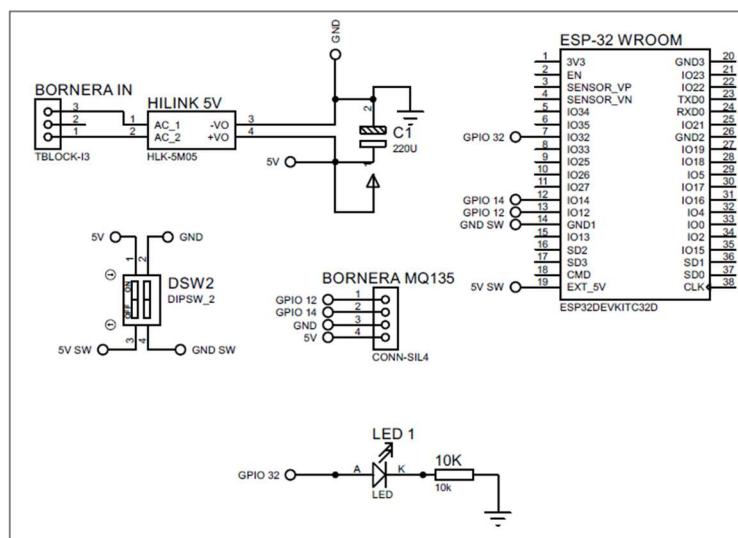 GND
BORNERA IN
3
2
1
TBLOCK-I3
HILINK 5V
1
2
AC_1
AC_2
-VO
+VO
3
4
HLK-5M05
2
C1
220U
1
5V
ESP-32 WROOM
1 3V3 GND3 20
2 EN IO23 21
3 SENSOR_VP IO22 22
4 SENSOR_VN TXD0 23
5 IO34 RXD0 24
6 IO35 IO21 25
GPIO 32 7 IO32 GND2 26
8 IO33 IO19 27
9 IO25 IO18 28
10 IO26 IO5 29
11 IO27 IO17 30
GPIO 14 12 IO14 IO16 31
GPIO 12 13 IO12 IO4 32
GND SW 14 GND1 IO0 33
15 IO13 IO2 34
16 SD2 IO15 35
17 SD3 SD1 36
18 CMD SD0 37
5V SW 19 EXT_5V CLK 38
ESP32DEVKITC32D
5V
GND
1 2
ON
OFF
DSW2
DIPSW_2
3 4
5V SW
GND SW
BORNERA MQ135
GPIO 12 1
GPIO 14 2
GND 3
5V 4
CONN-SIL4
LED 1
GPIO 32
A
K
LED
10K
10k